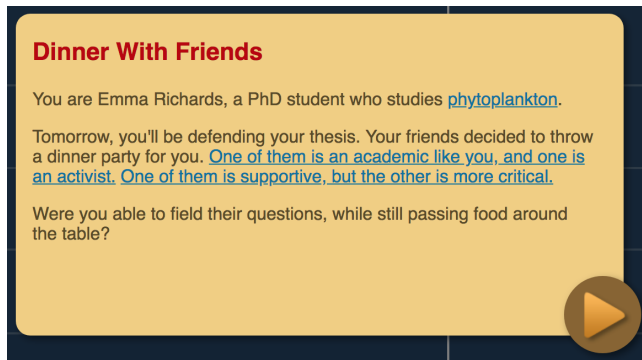 Dinner With Friends
You are Emma Richards, a PhD student who studies phytoplankton.
Tomorrow, you'll be defending your thesis. Your friends decided to throw
a dinner party for you. One of them is an academic like you, and one is
an activist. One of them is supportive, but the other is more critical.
Were you able to field their questions, while still passing food around
the table?